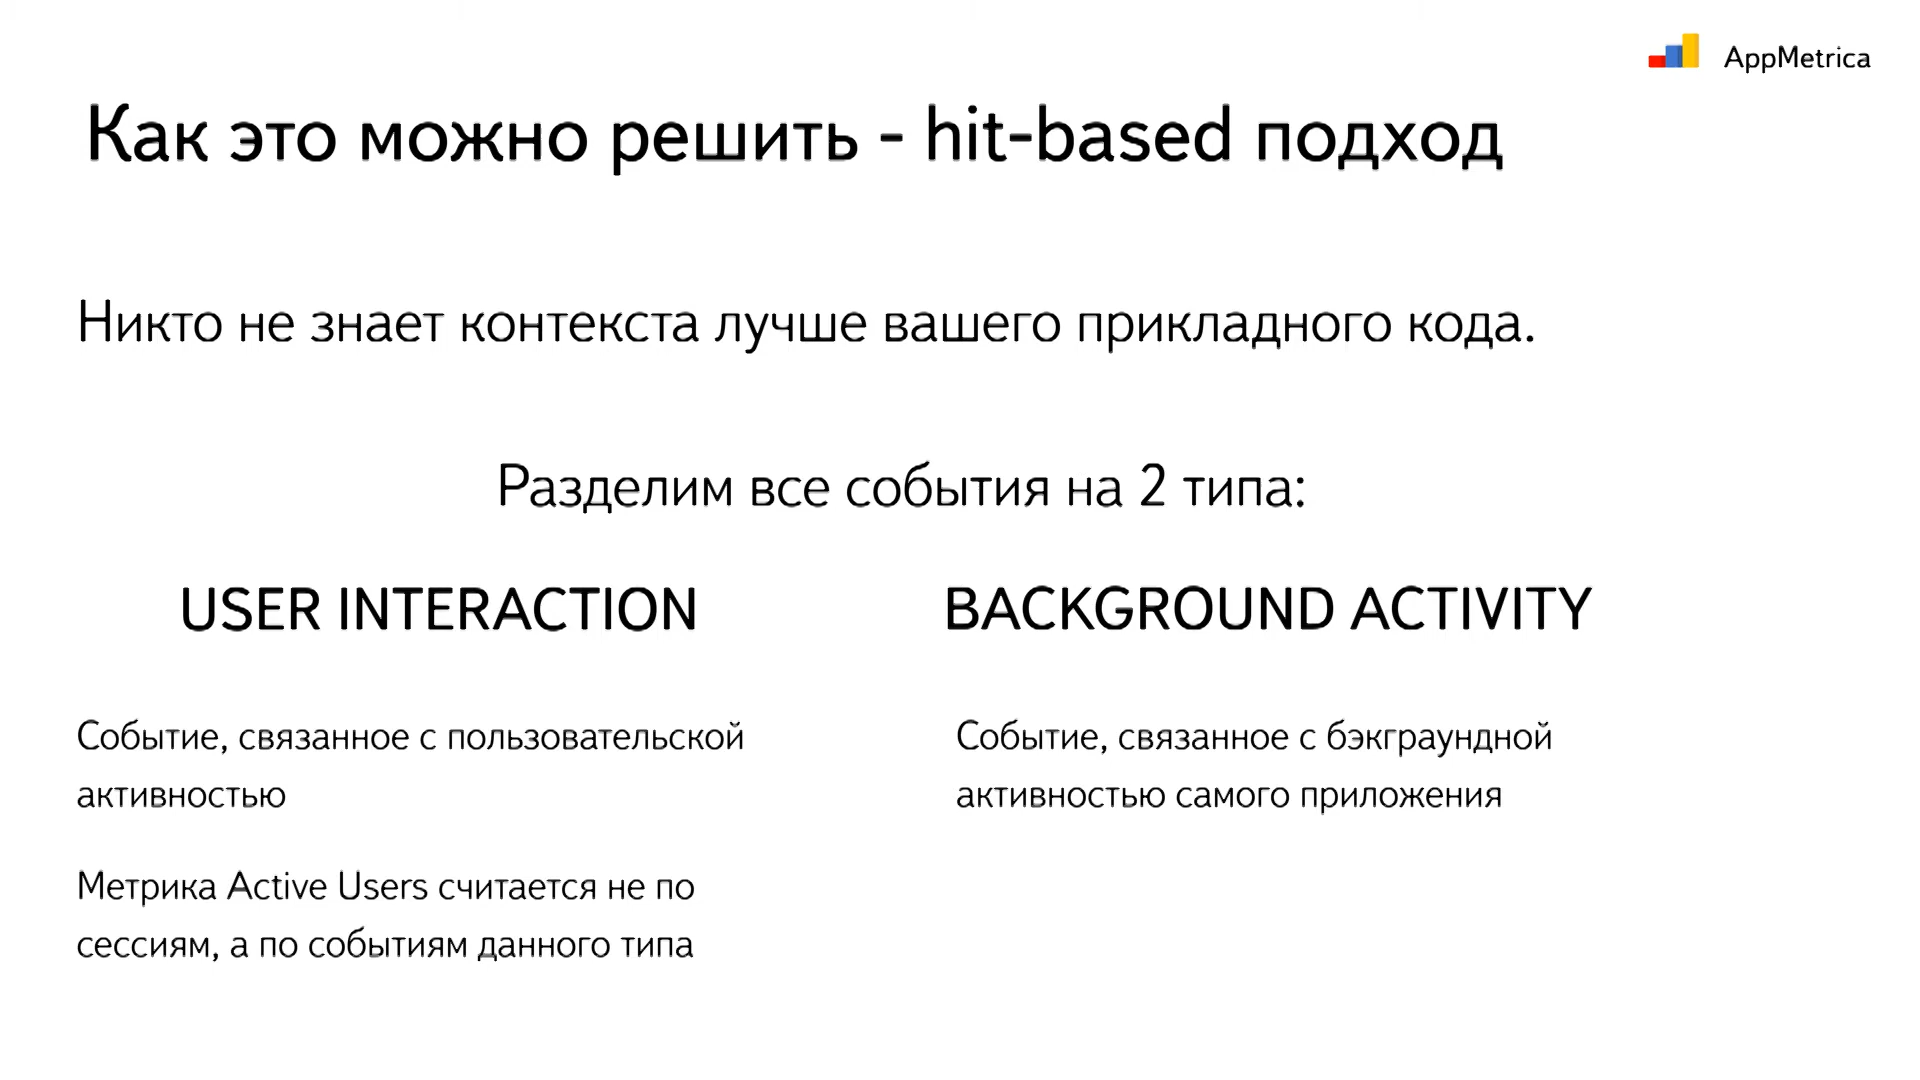 AppMetrica
Как это можно решить - hit-based подход
Никто не знает контекста лучше вашего прикладного кода.
Разделим все события на 2 типа:
USER INTERACTION
Событие, связанное с пользовательской
активностью
Метрика Active Users считается не по
сессиям, а по событиям данного типа
BACKGROUND ACTIVITY
Событие, связанное с бэкграундной
активностью самого приложения